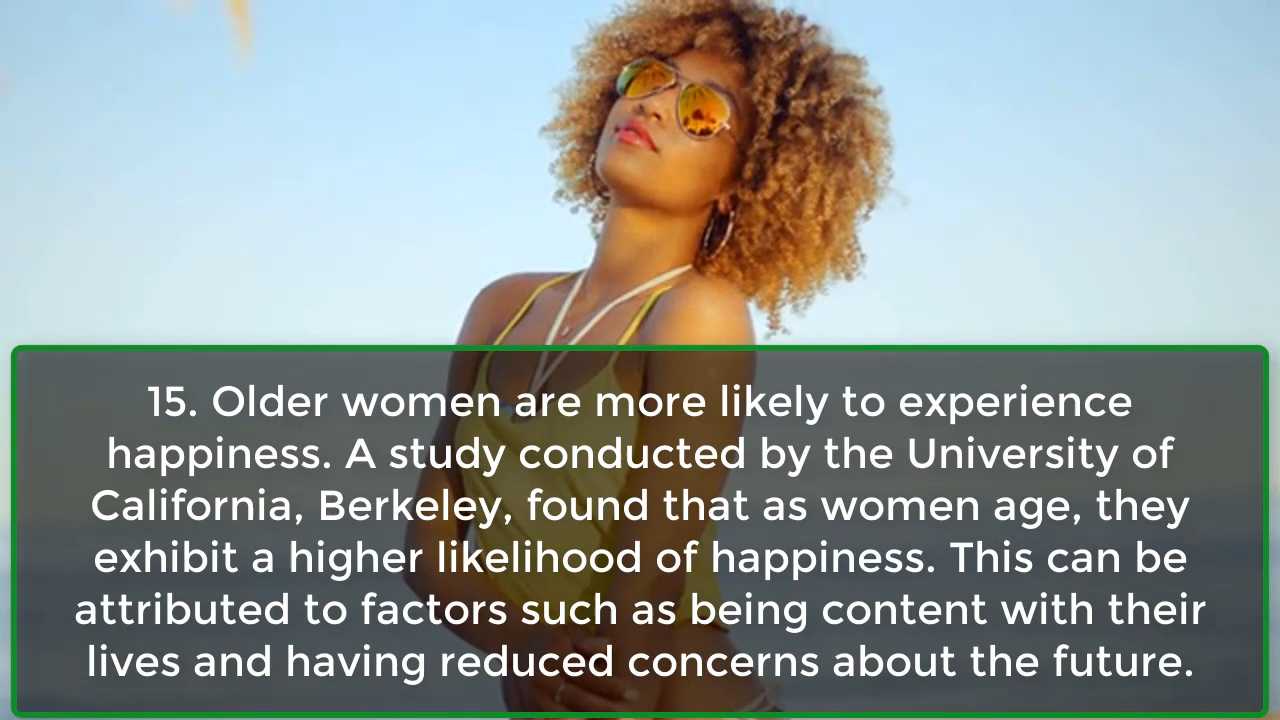 15. Older women are more likely to experience
happiness. A study conducted by the University of
California, Berkeley, found that as women age, they
exhibit a higher likelihood of happiness. This can be
attributed to factors such as being content with their
lives and having reduced concerns about the future.